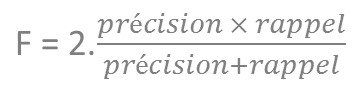 F = 2. précision × rappel
précision+rappel